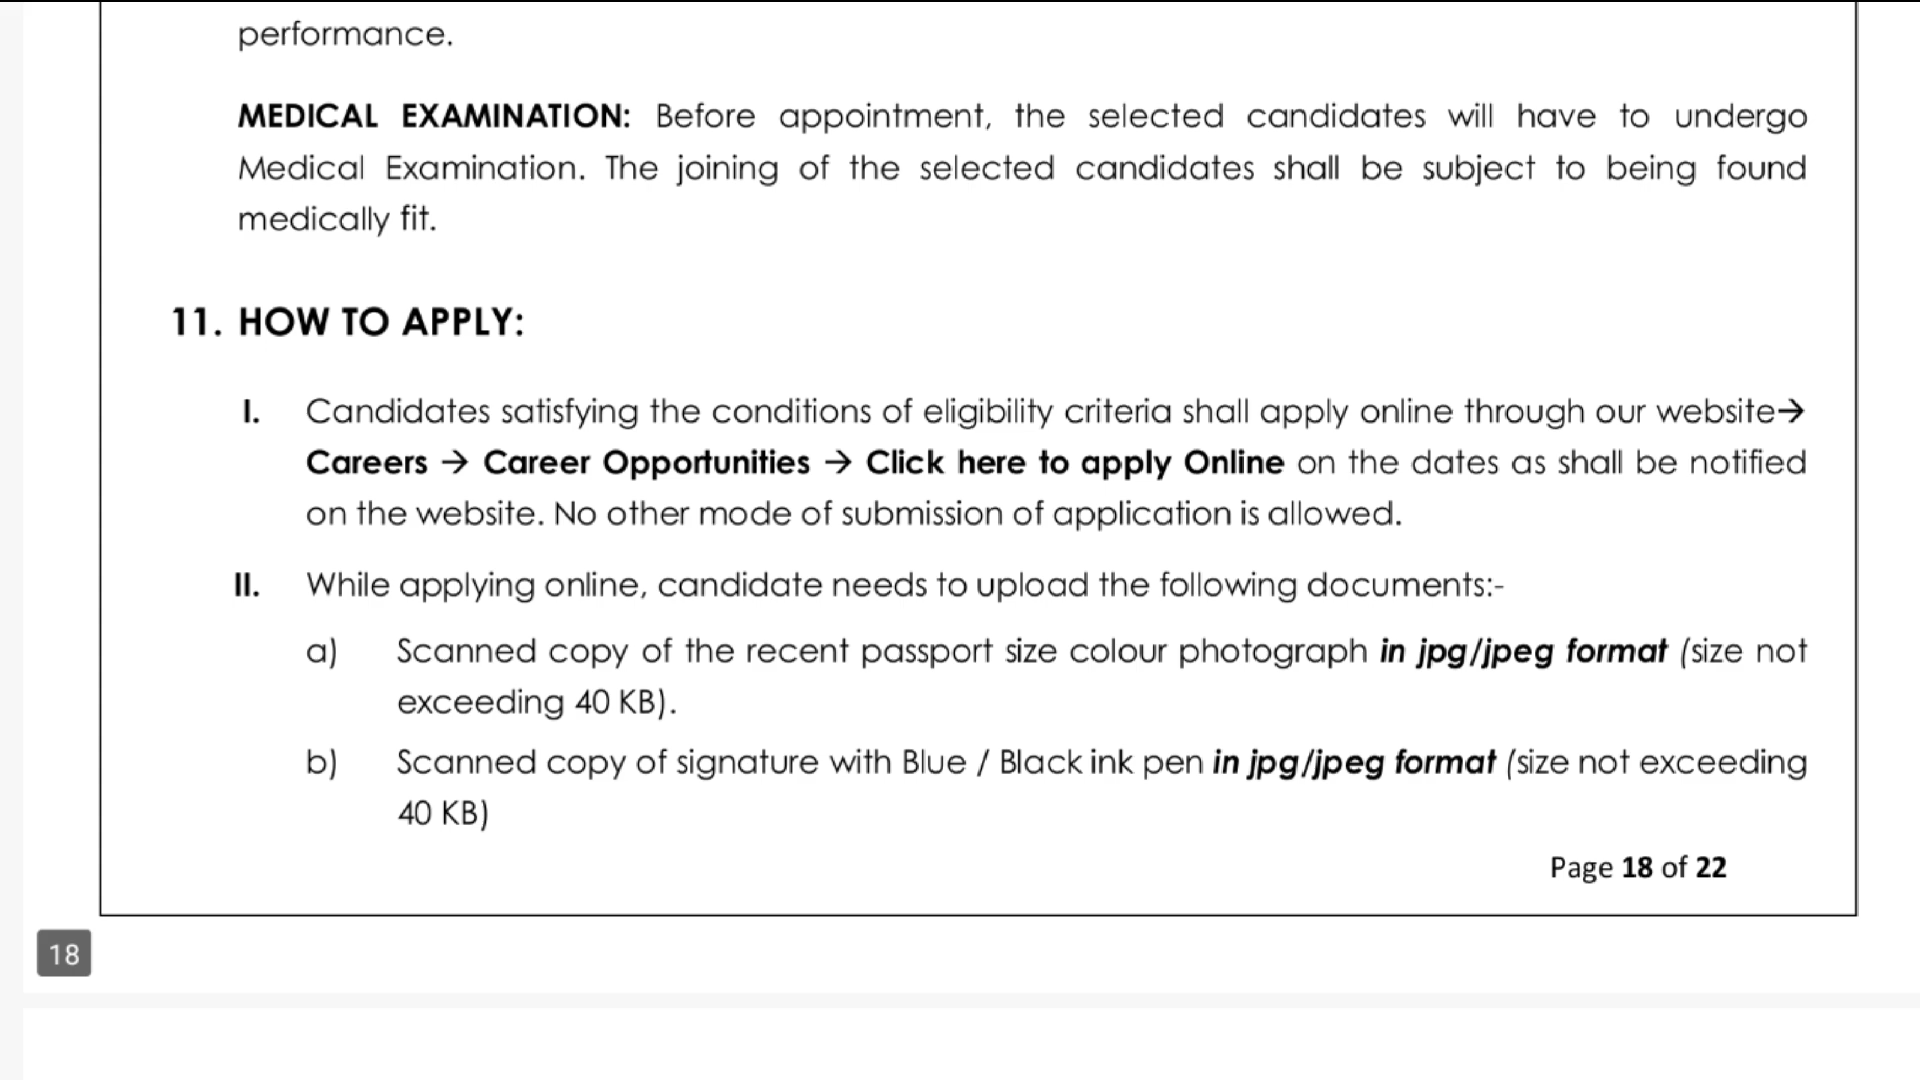 performance.
MEDICAL EXAMINATION: Before appointment, the selected candidates will have to undergo
Medical Examination. The joining of the selected candidates shall be subject to being found
medically fit.
11. HOW TO APPLY:
I. Candidates satisfying the conditions of eligibility criteria shall apply online through our website→
Careers → Career Opportunities → Click here to apply Online on the dates as shall be notified
on the website. No other mode of submission of application is allowed.
II. While applying online, candidate needs to upload the following documents:-
a) Scanned copy of the recent passport size colour photograph in jpg/jpeg format (size not
exceeding 40 KB).
b) Scanned copy of signature with Blue / Black ink pen in jpg/jpeg format (size not exceeding
40 KB)
Page 18 of 22
18